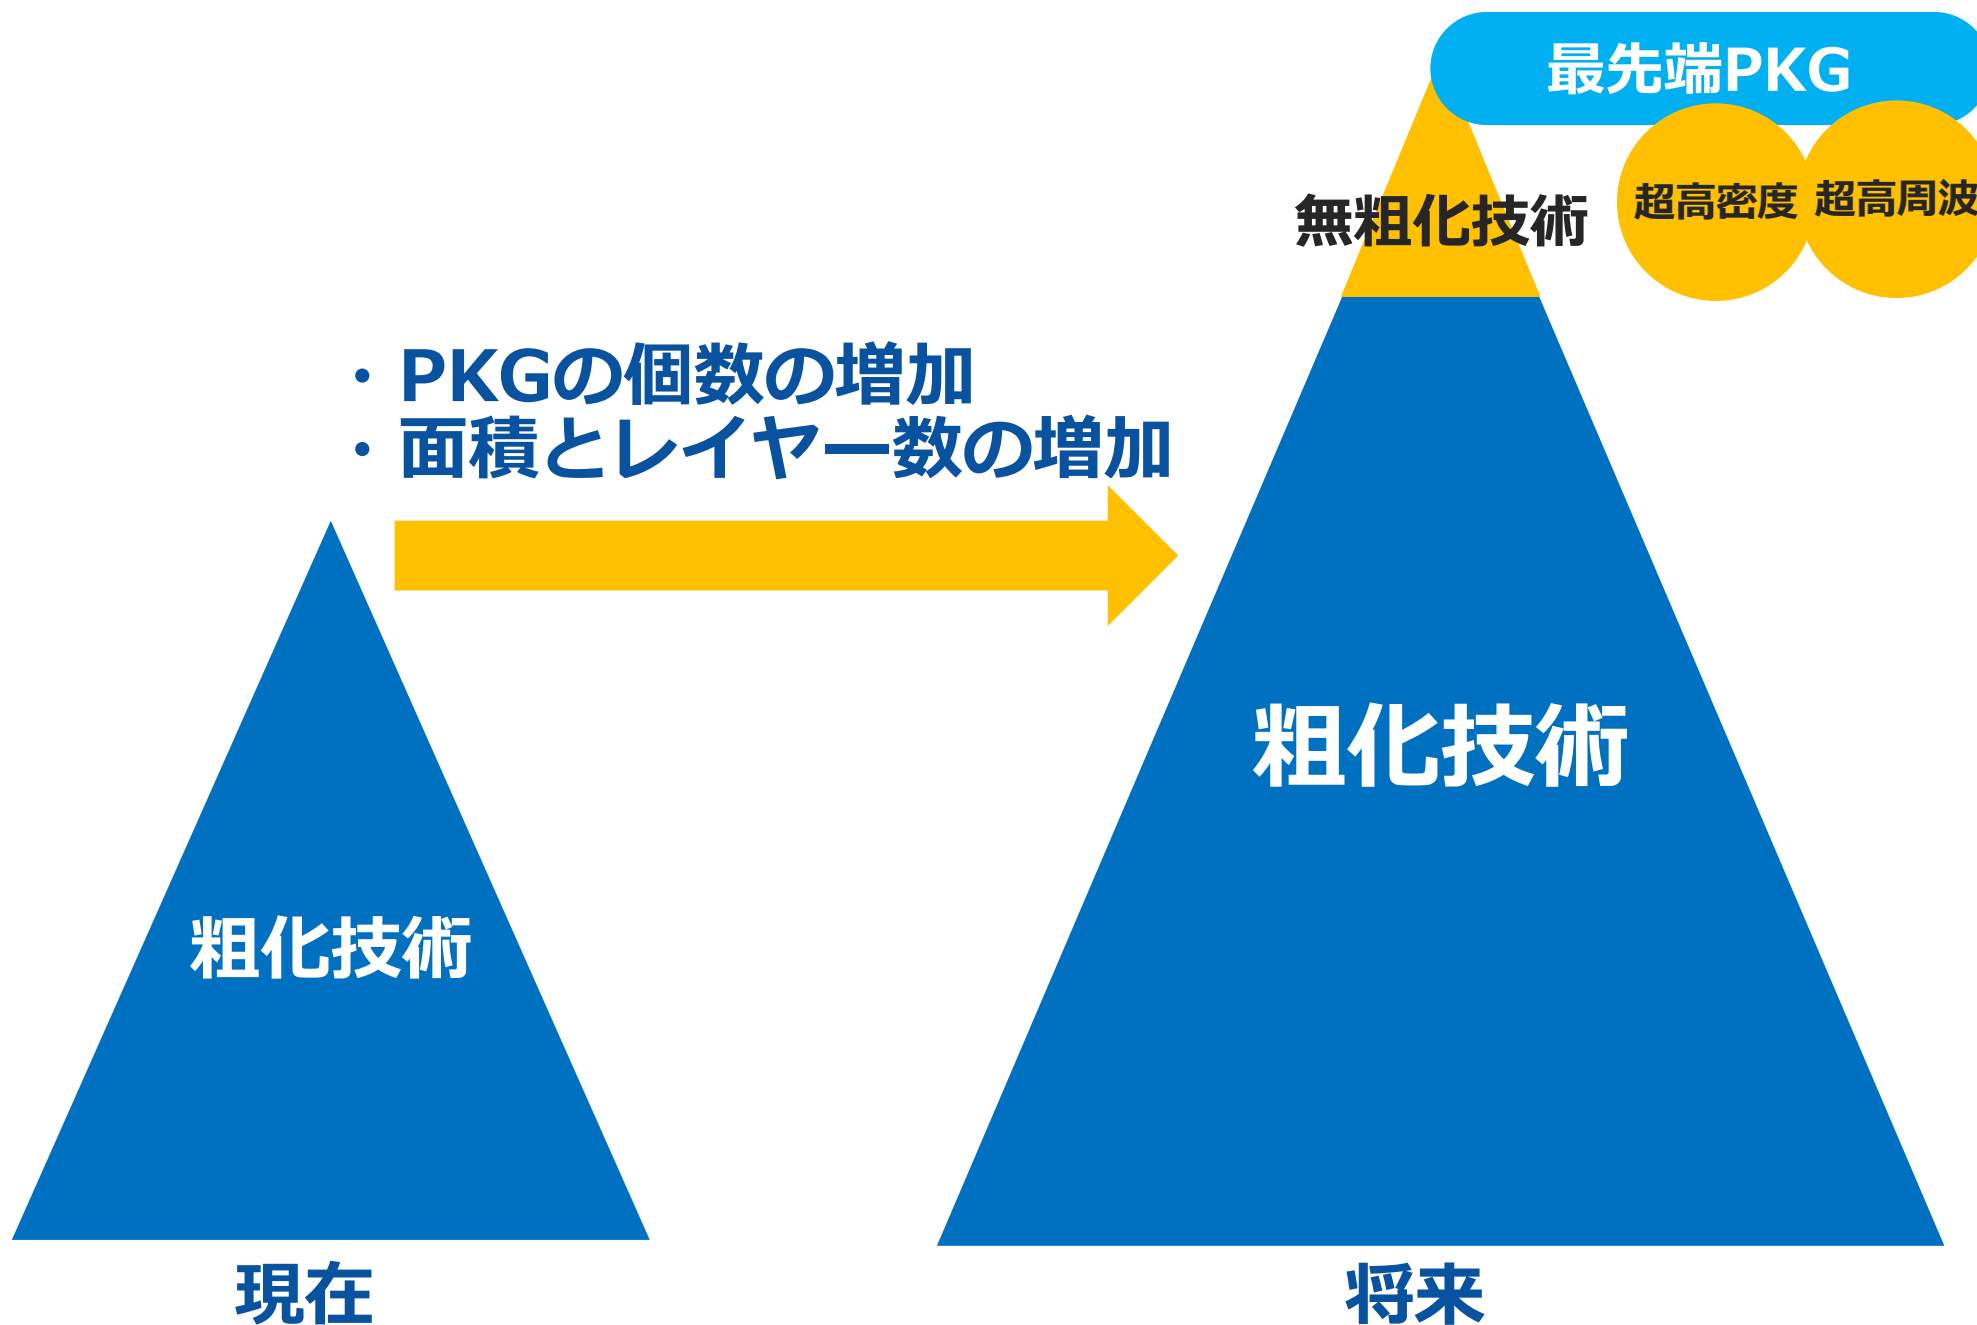 最先端PKG
無粗化技術
超高密度
超高周波
・PKGの個数の増加
・面積とレイヤー数の増加
粗化技術
粗化技術
現在
将来